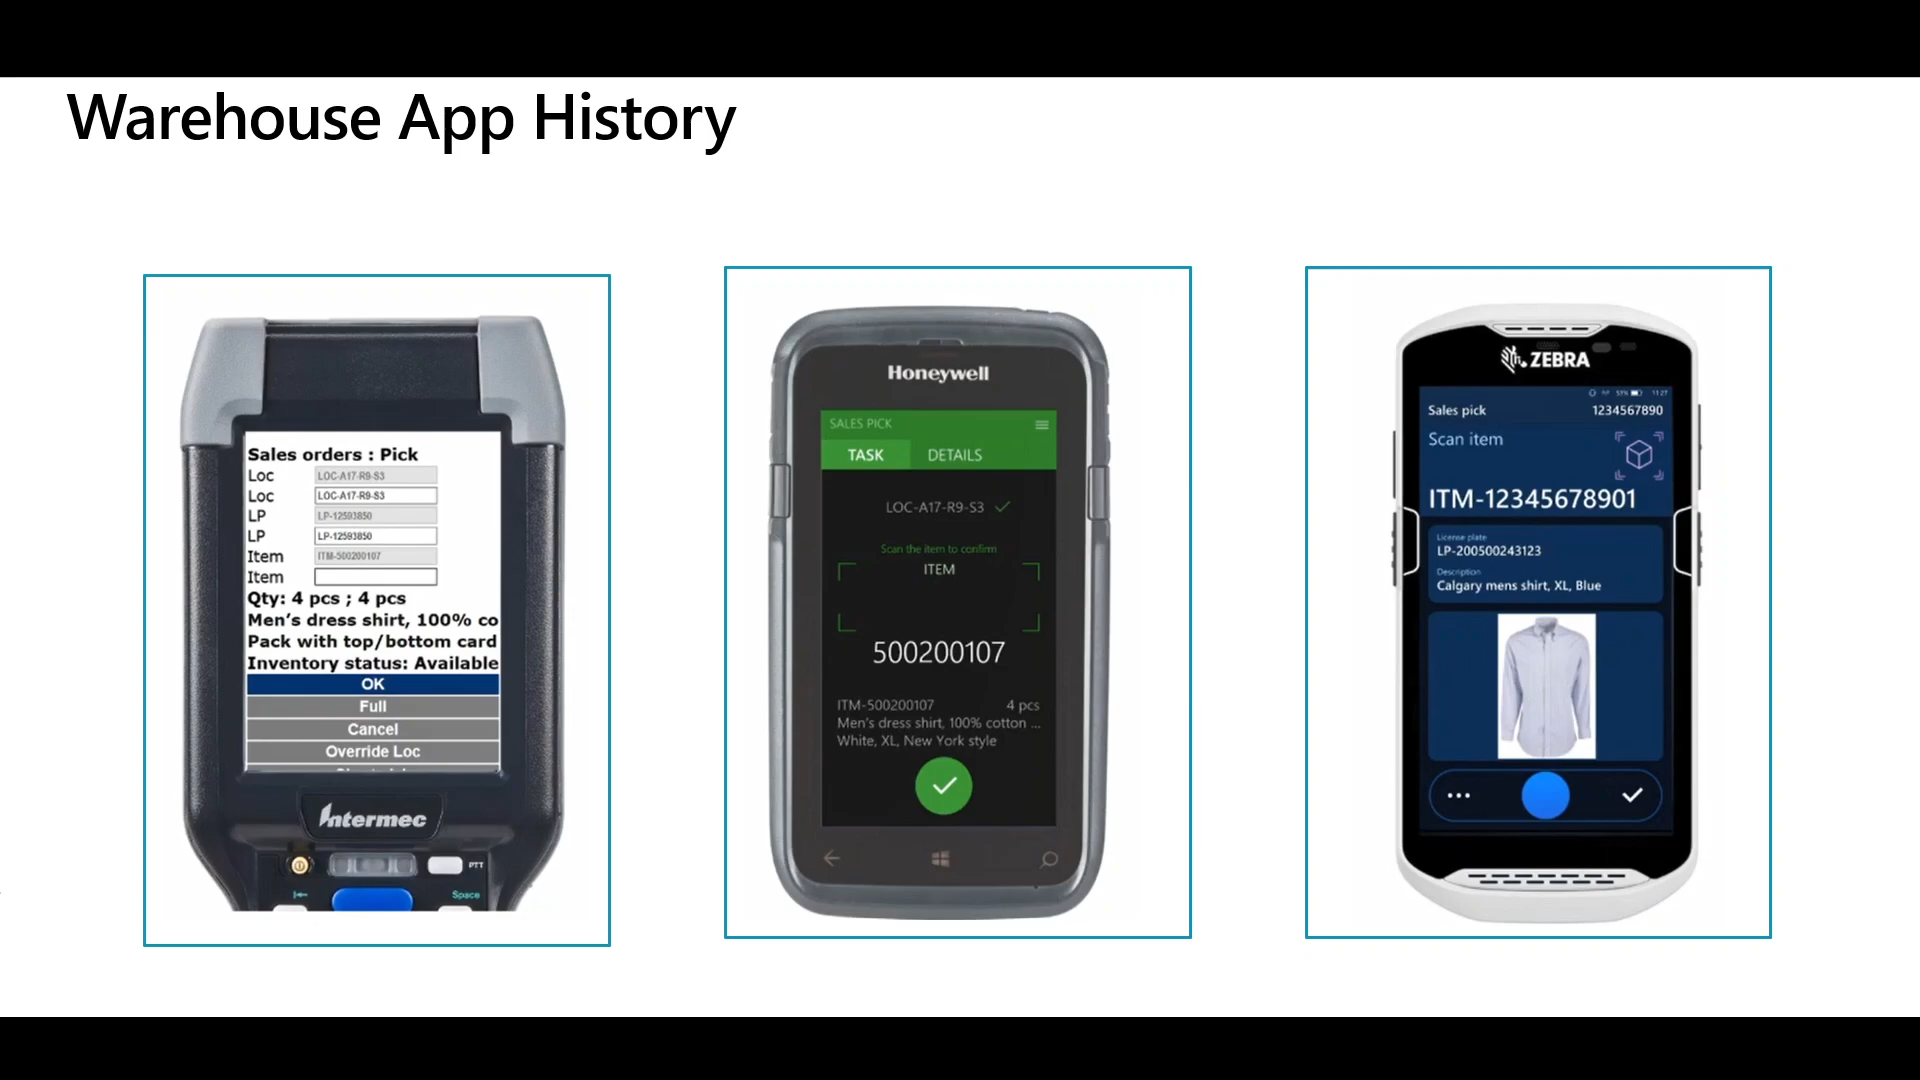 Warehouse App History
Sales orders : Pick
Loc LOC-A17-R9-S3
Loc LOC-A17-R9-S3
LP LP-12593850
LP LP-12593850
Item ITM-500200107
Item
Qty: 4 pcs ; 4 pcs
Men's dress shirt, 100% co
Pack with top/bottom card
Inventory status: Available
OK
Full
Cancel
Override Loc
Intermec
PTT
Space
Honeywell
SALES PICK
TASK DETAILS
LOC-A17-R9-S3
Scan the item to confirm
ITEM
500200107
ITM-500200107 4 pcs
Men's dress shirt, 100% cotton ...
White, XL, New York style
ZEBRA
53% 11:27
Sales pick 1234567890
Scan item
ITM-12345678901
License plate
LP-200500243123
Description
Calgary mens shirt, XL, Blue